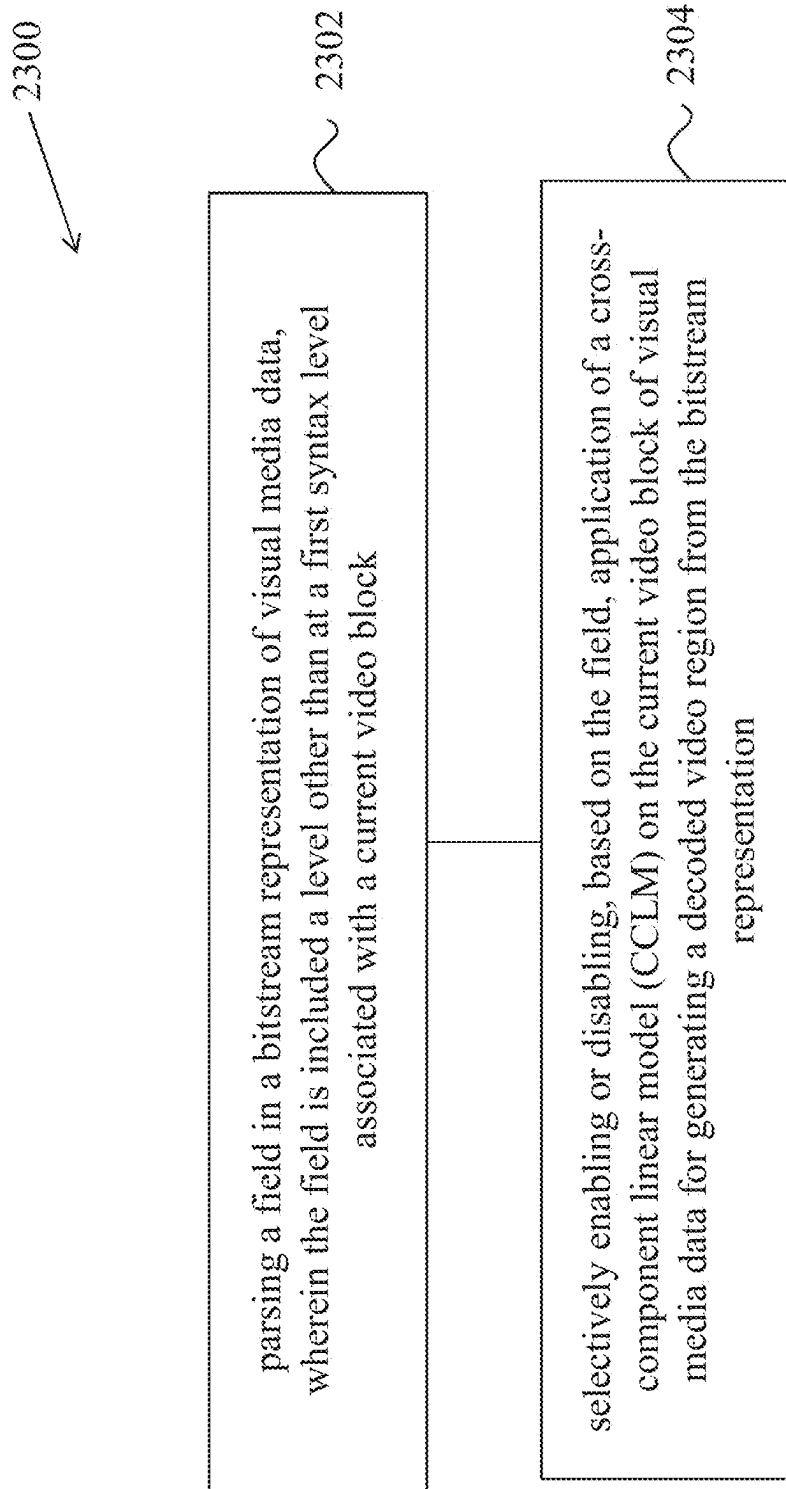 2300
parsing a field in a bitstream representation of visual media data,
wherein the field is included a level other than at a first syntax level
associated with a current video block
2302
selectively enabling or disabling, based on the field, application of a cross-
component linear model (CCLM) on the current video block of visual
media data for generating a decoded video region from the bitstream
representation
2304